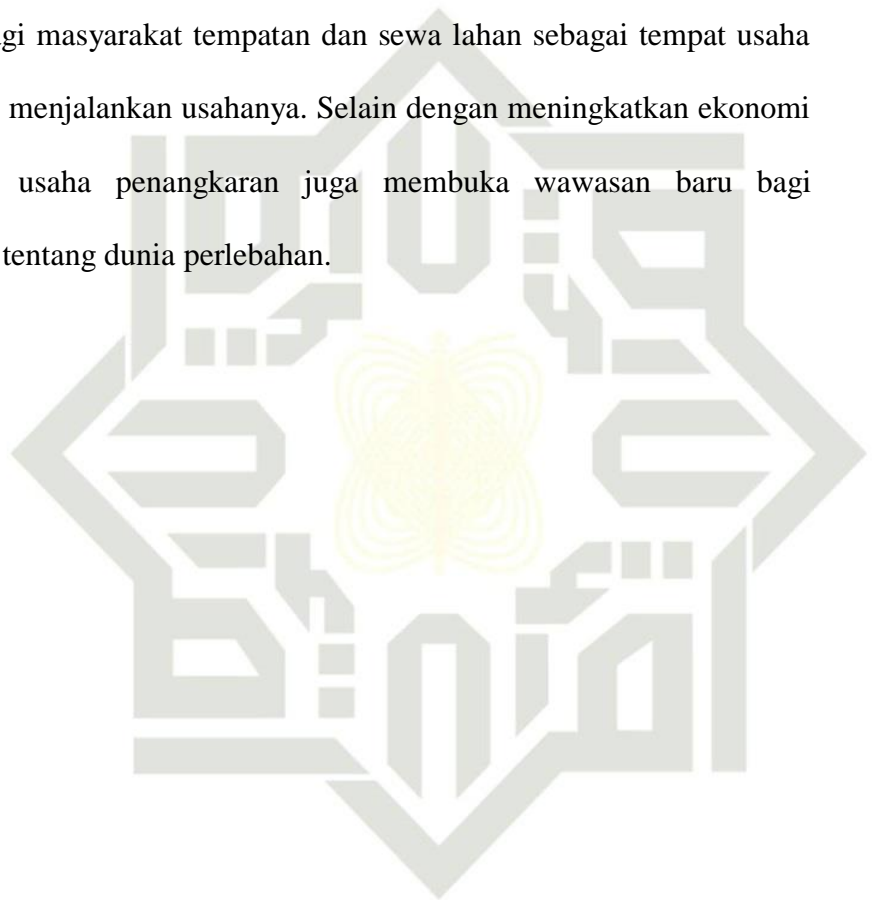 masyarakat tempatan dan sewa lahan sebagai tempat usaha
menjalankan usahanya. Selain dengan meningkatkan ekonomi
usaha penangkaran juga membuka wawasan baru bagi
tentang dunia perlebahan.